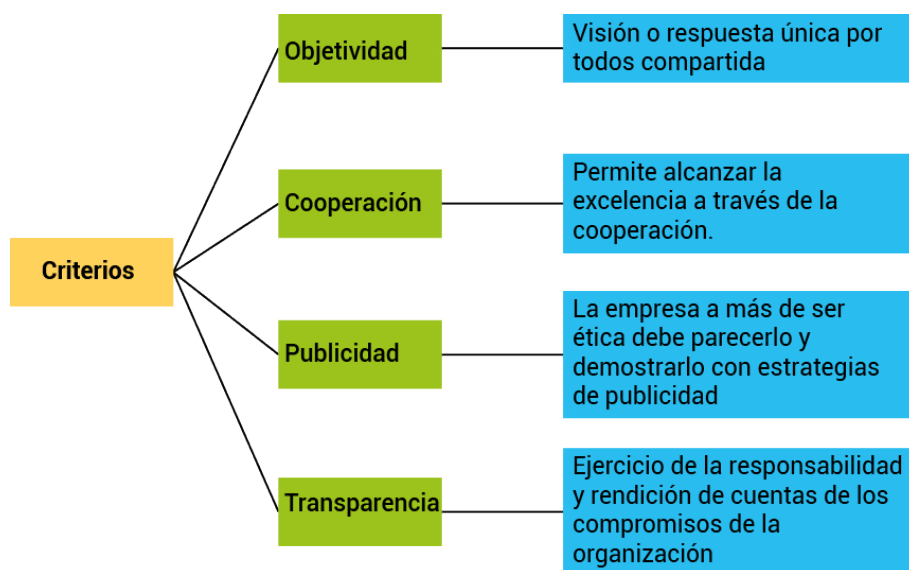 Criterios
Objetividad
Visión o respuesta única por
todos compartida
Cooperación
Permite alcanzar la
excelencia a través de la
cooperación.
Publicidad
La empresa a más de ser
ética debe parecerlo y
demostrarlo con estrategias
de publicidad
Transparencia
Ejercicio de la responsabilidad
y rendición de cuentas de los
compromisos de la
organización